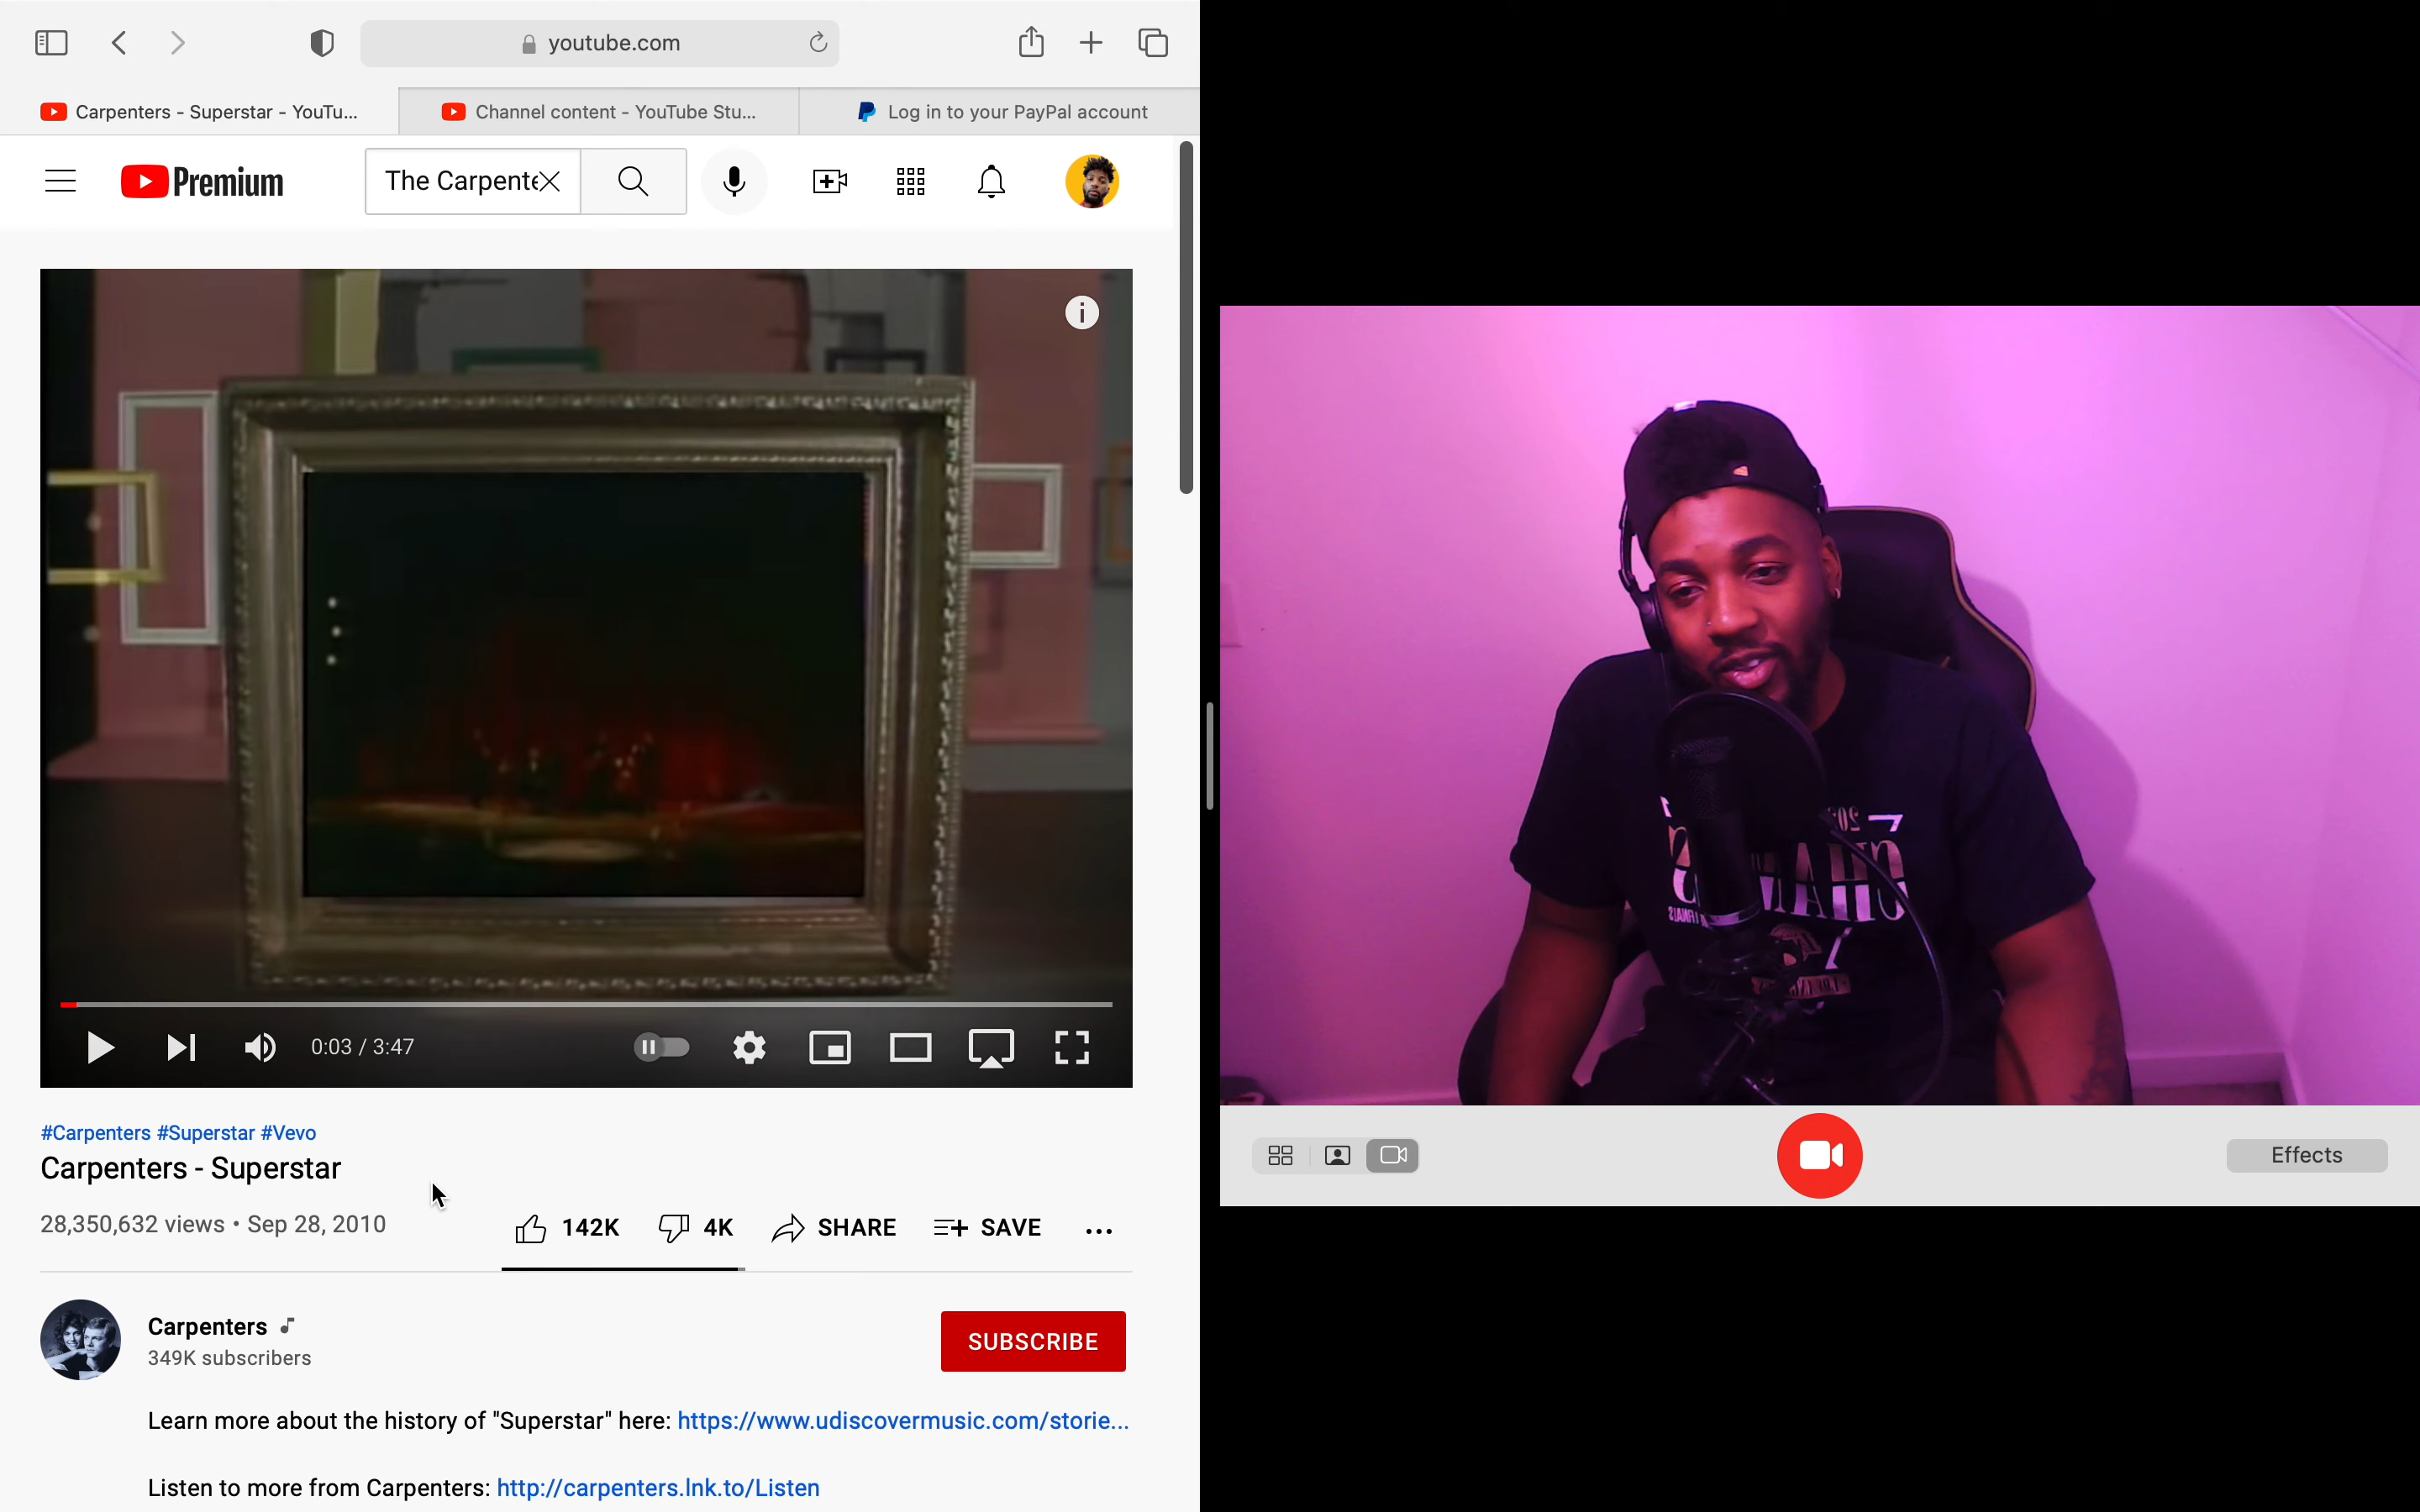 youtube.com
Carpenters - Superstar - YouTu...
Channel content - YouTube Stu...
Log in to your PayPal account
Premium
The Carpente
0:03 / 3:47
#Carpenters #Superstar #Vevo
Carpenters - Superstar
28,350,632 views • Sep 28, 2010
142K
4K
SHARE
SAVE
Carpenters
349K subscribers
SUBSCRIBE
Learn more about the history of "Superstar" here: https://www.udiscovermusic.com/storie...
Listen to more from Carpenters: http://carpenters.lnk.to/Listen
Effects